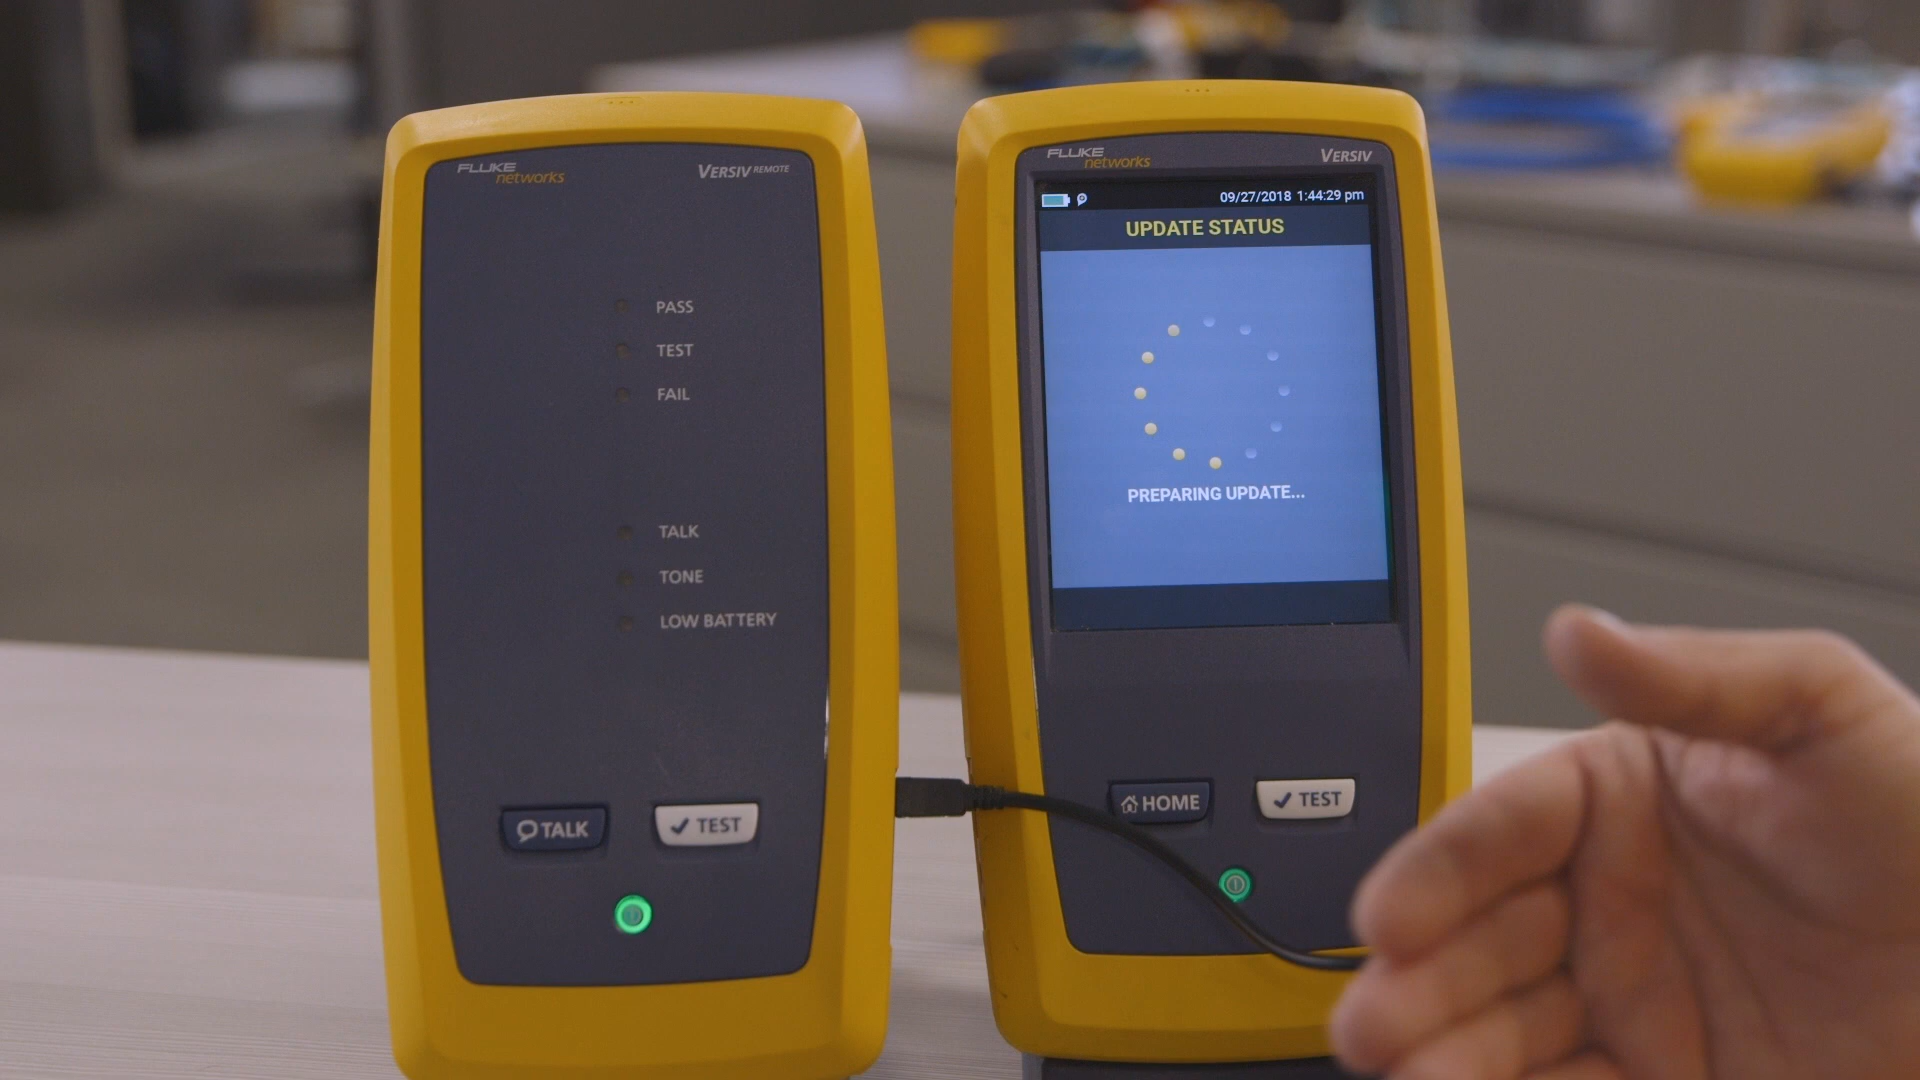 FLUKE
networks
VERSIV REMOTE
PASS
TEST
FAIL
TALK
TONE
LOW BATTERY
TALK
TEST
FLUKE
networks
VERSIV
09/27/2018 1:44:29 pm
UPDATE STATUS
PREPARING UPDATE...
HOME
TEST